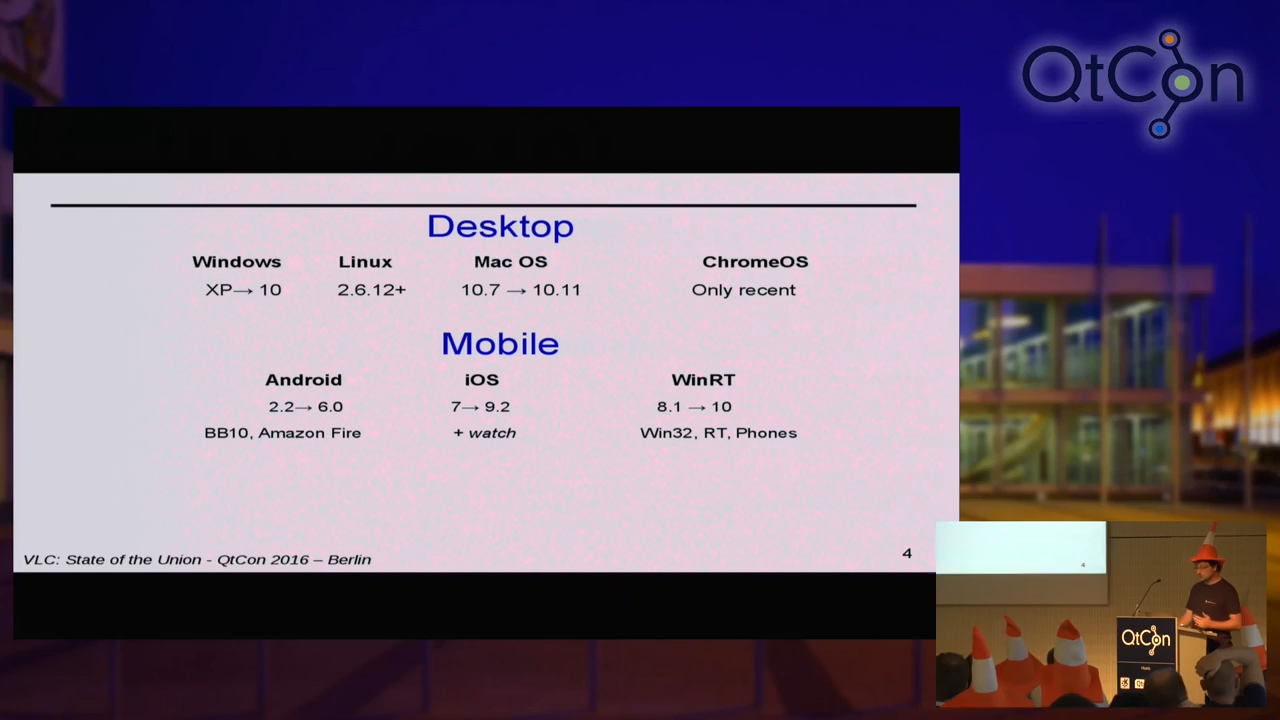 QtCon
Desktop
Windows Linux Mac OS ChromeOS
XP→ 10 2.6.12+ 10.7 → 10.11 Only recent
Mobile
Android iOS WinRT
2.2→ 6.0 7→ 9.2 8.1 → 10
BB10, Amazon Fire + watch Win32, RT, Phones
VLC: State of the Union - QtCon 2016 – Berlin
4
4
QtCon